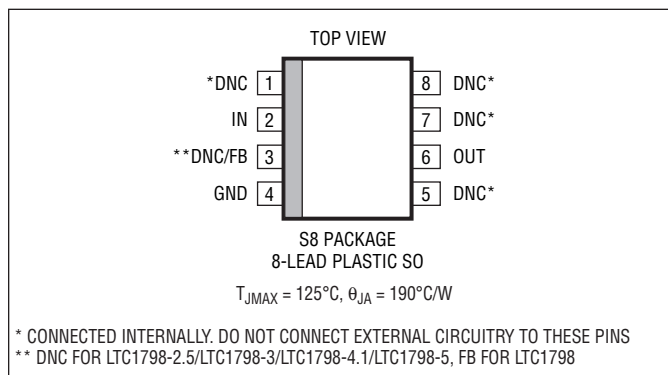 TOP VIEW
*DNC 1 8 DNC*
IN 2 7 DNC*
**DNC/FB 3 6 OUT
GND 4 5 DNC*
S8 PACKAGE
8-LEAD PLASTIC SO
TJMAX = 125°C, θJA = 190°C/W
* CONNECTED INTERNALLY. DO NOT CONNECT EXTERNAL CIRCUITRY TO THESE PINS
** DNC FOR LTC1798-2.5/LTC1798-3/LTC1798-4.1/LTC1798-5, FB FOR LTC1798